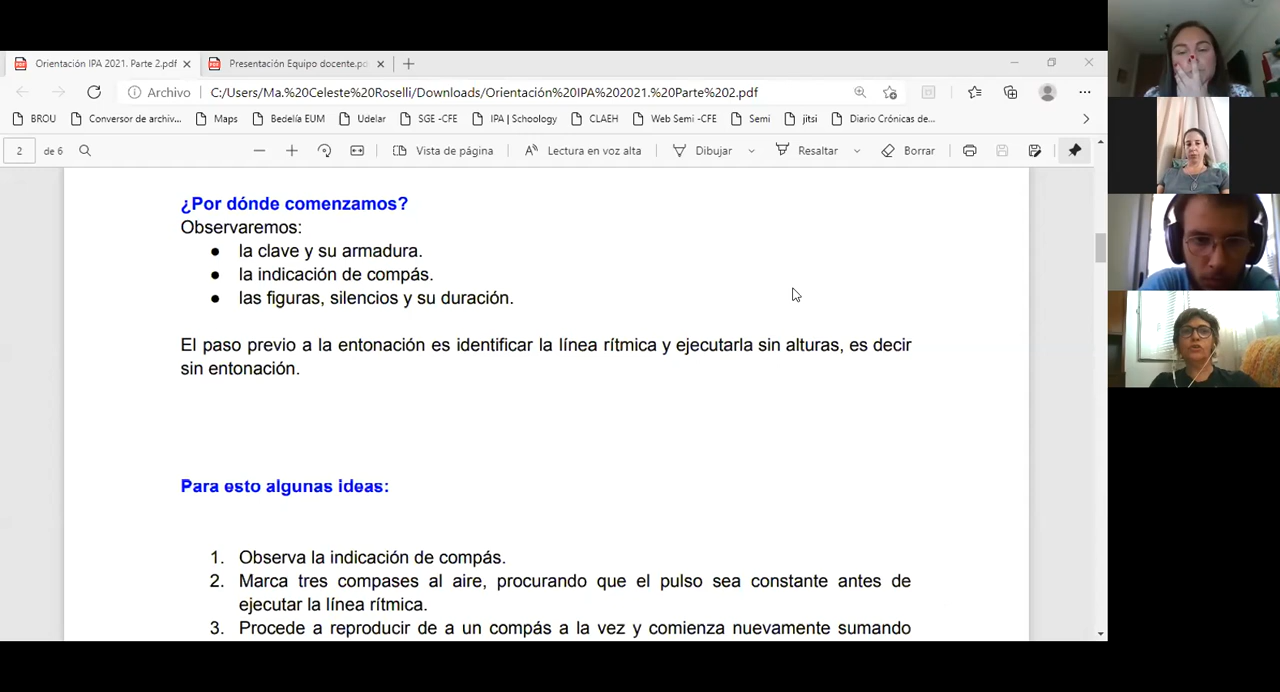 Orientación IPA 2021. Parte 2.pdf
Presentación Equipo docente.pd
Archivo
C:/Users/Ma.%20Celeste%20Roselli/Downloads/Orientación%20IPA%202021.%20Parte%202.pdf
BROU Conversor de archiv... Maps Bedelía EUM Udelar SGE -CFE IPA | Schoology CLAEH Web Semi -CFE Semi jitsi Diario Crónicas de...
2 de 6 Vista de página Lectura en voz alta Dibujar Resaltar Borrar
¿Por dónde comenzamos?
Observaremos:
● la clave y su armadura.
● la indicación de compás.
● las figuras, silencios y su duración.
El paso previo a la entonación es identificar la línea rítmica y ejecutarla sin alturas, es decir
sin entonación.
Para esto algunas ideas:
1. Observa la indicación de compás.
2. Marca tres compases al aire, procurando que el pulso sea constante antes de
ejecutar la línea rítmica.
3. Procede a reproducir de a un compás a la vez y comienza nuevamente sumando